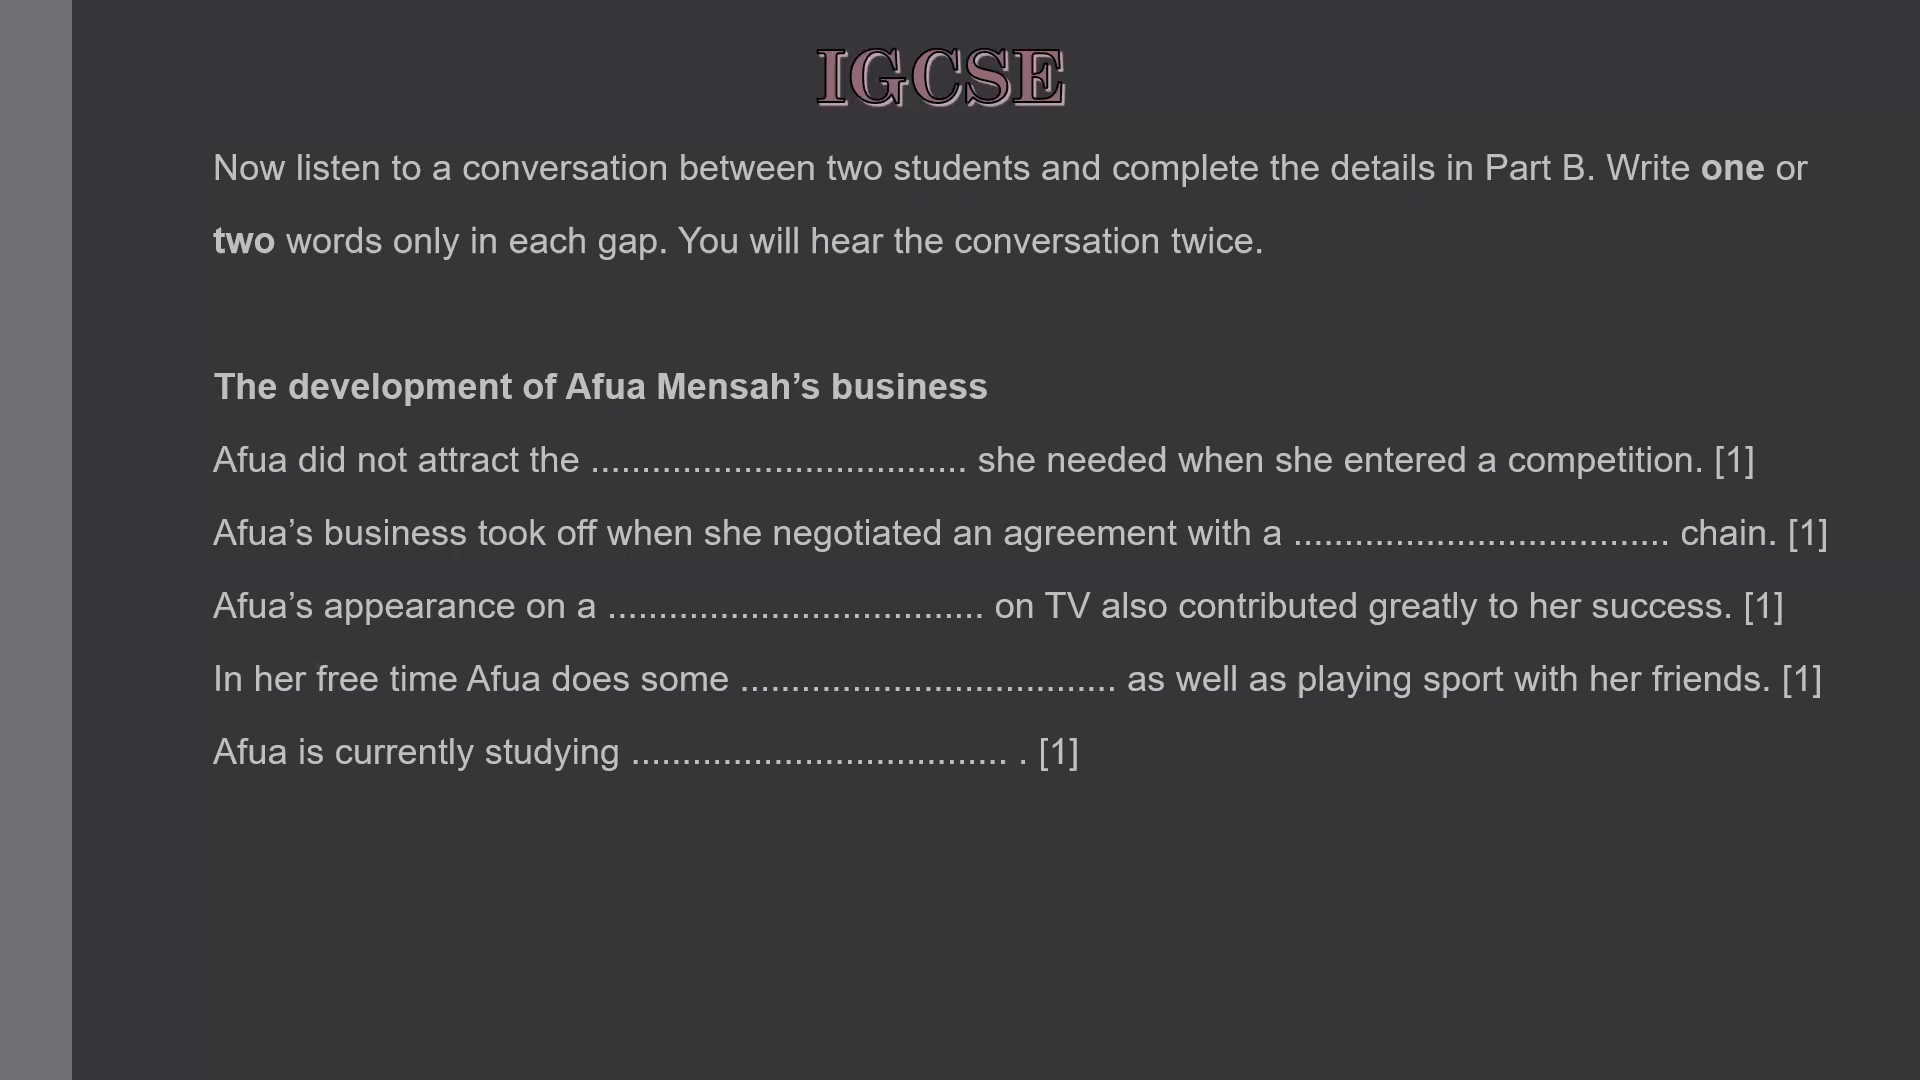 IGCSE
Now listen to a conversation between two students and complete the details in Part B. Write one or
two words only in each gap. You will hear the conversation twice.
The development of Afua Mensah’s business
Afua did not attract the .................................... she needed when she entered a competition. [1]
Afua’s business took off when she negotiated an agreement with a .................................... chain. [1]
Afua’s appearance on a .................................... on TV also contributed greatly to her success. [1]
In her free time Afua does some .................................... as well as playing sport with her friends. [1]
Afua is currently studying .................................... . [1]